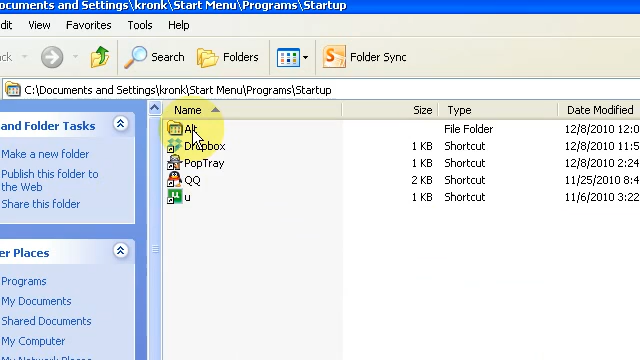 ocuments and Settings\kronk\Start Menu\Programs\Startup
dit View Favorites Tools Help
ack Search Folders Folder Sync
C:\Documents and Settings\kronk\Start Menu\Programs\Startup
and Folder Tasks
Make a new folder
Publish this folder to
the Web
Share this folder
er Places
Programs
My Documents
Shared Documents
My Computer
My Network Places
Name Size Type Date Modified
Alt File Folder 12/8/2010 12:0
Dropbox 1 KB Shortcut 12/8/2010 11:5
PopTray 1 KB Shortcut 12/8/2010 2:24
QQ 2 KB Shortcut 11/25/2010 8:4
u 1 KB Shortcut 11/6/2010 3:22